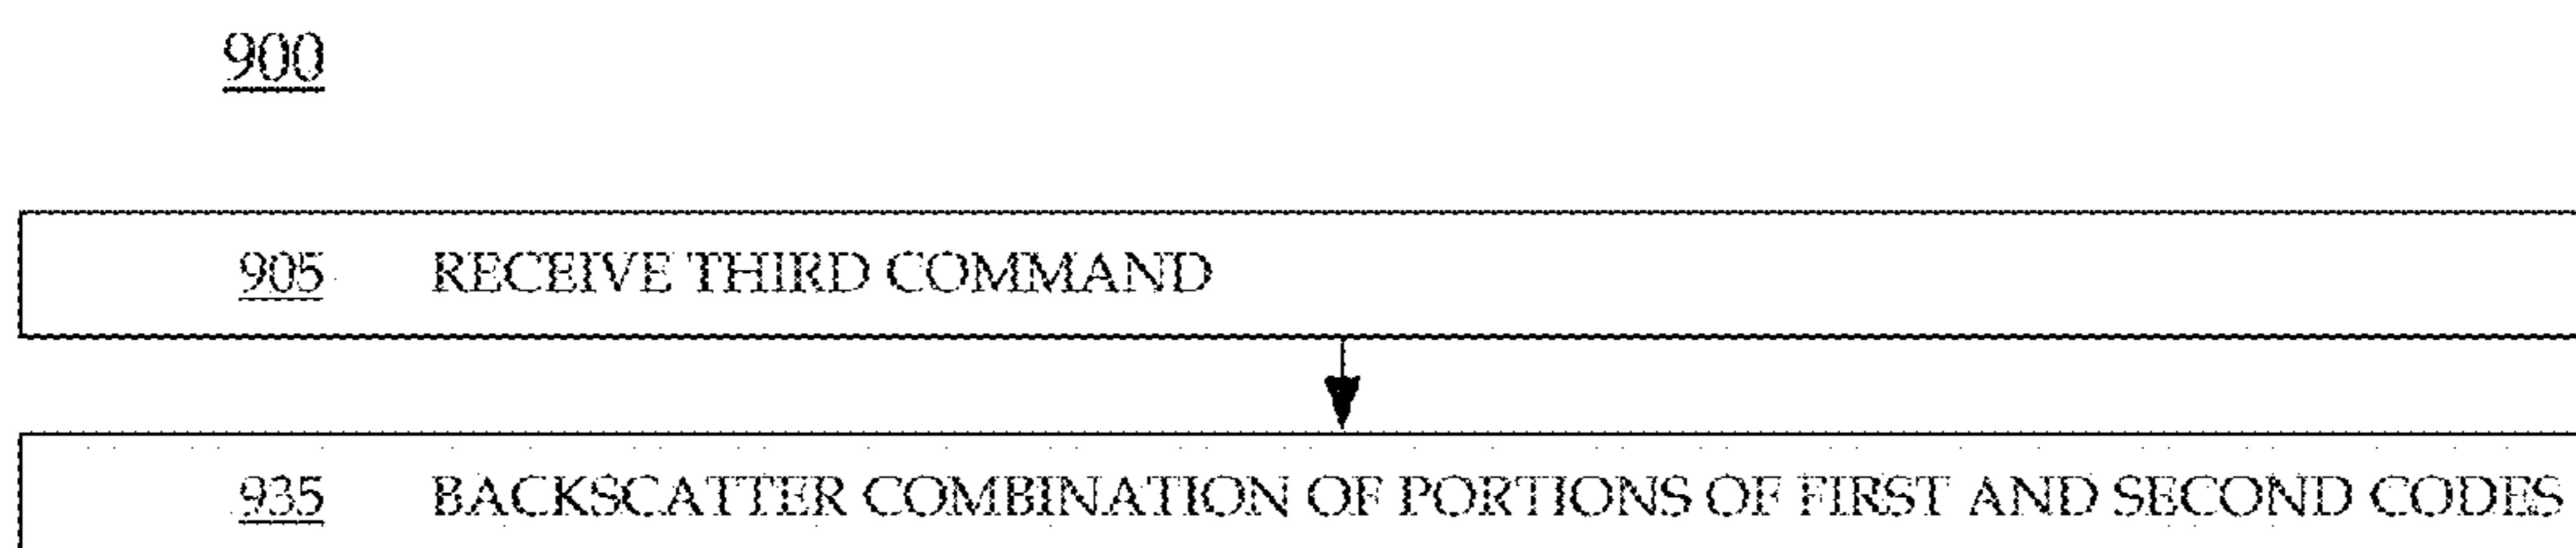 900
905 RECEIVE THIRD COMMAND
935 BACKSCATTER COMBINATION OF PORTIONS OF FIRST AND SECOND CODES